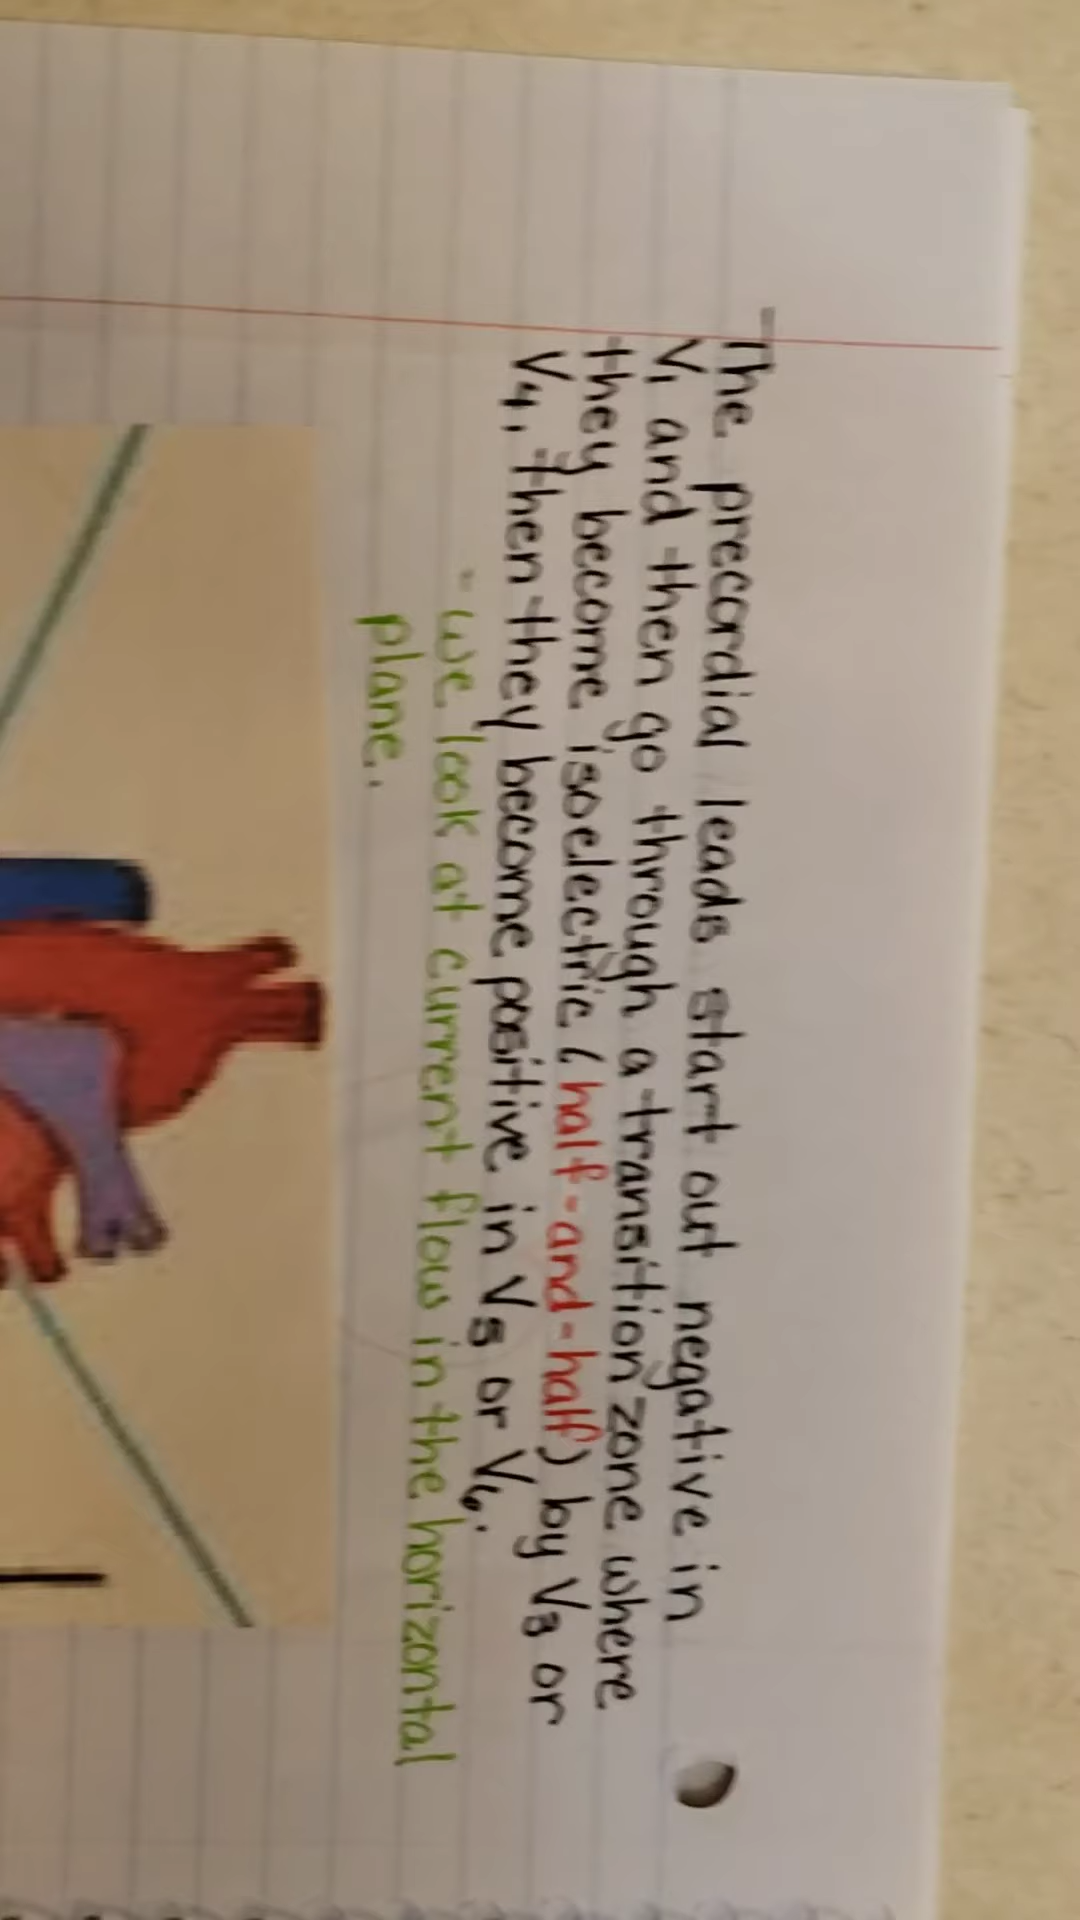 - The precordial leads start out negative in
V1 and then go through a transition zone where
they become isoelectric (half-and-half) by V3 or
V4, then they become positive in V5 or V6.
- we look at current flow in the horizontal
plane.